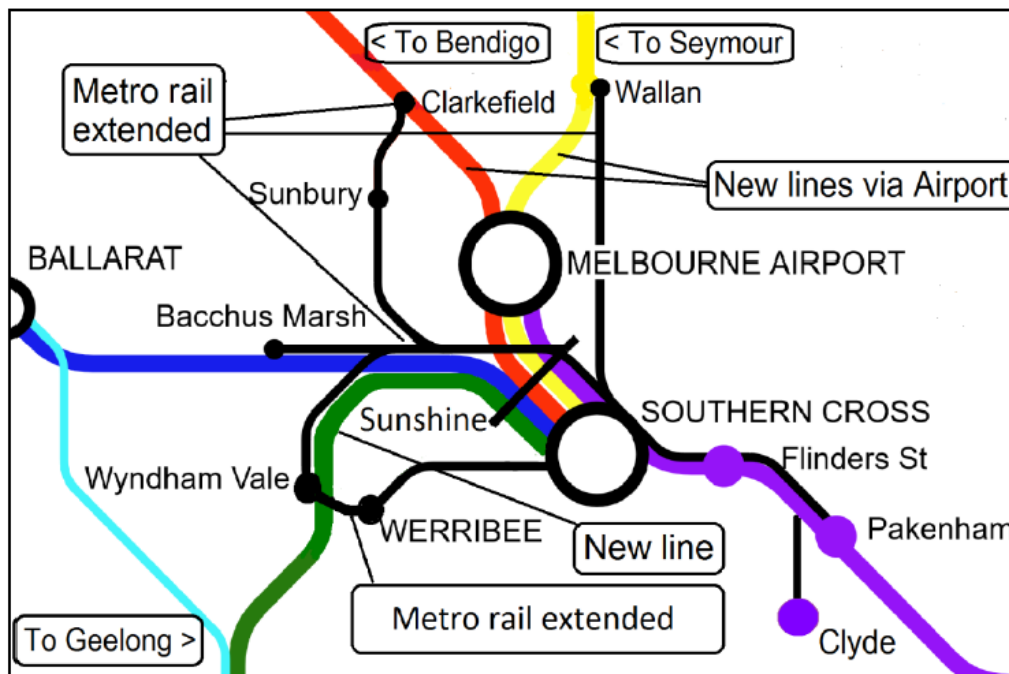 < To Bendigo
< To Seymour
Metro rail
extended
Clarkefield
Wallan
Sunbury
New lines via Airport
BALLARAT
MELBOURNE AIRPORT
Bacchus Marsh
Sunshine
SOUTHERN CROSS
Flinders St
Wyndham Vale
WERRIBEE
New line
Pakenham
Metro rail extended
To Geelong >
Clyde